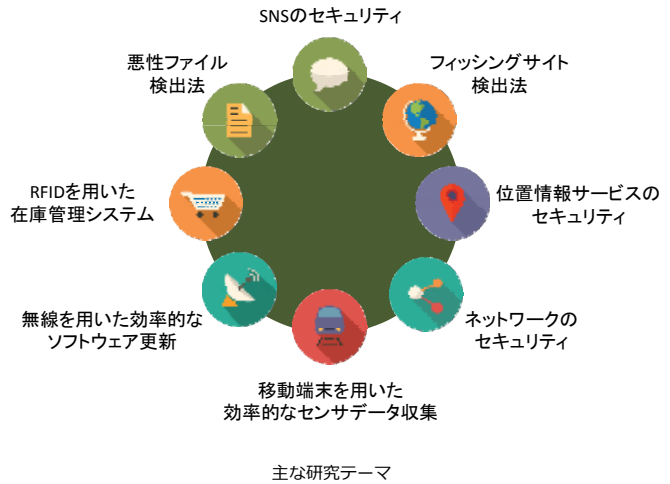 SNSのセキュリティ
悪性ファイル
検出法
フィッシングサイト
検出法
RFIDを用いた
在庫管理システム
位置情報サービスの
セキュリティ
無線を用いた効率的な
ソフトウェア更新
ネットワークの
セキュリティ
移動端末を用いた
効率的なセンサデータ収集
主な研究テーマ